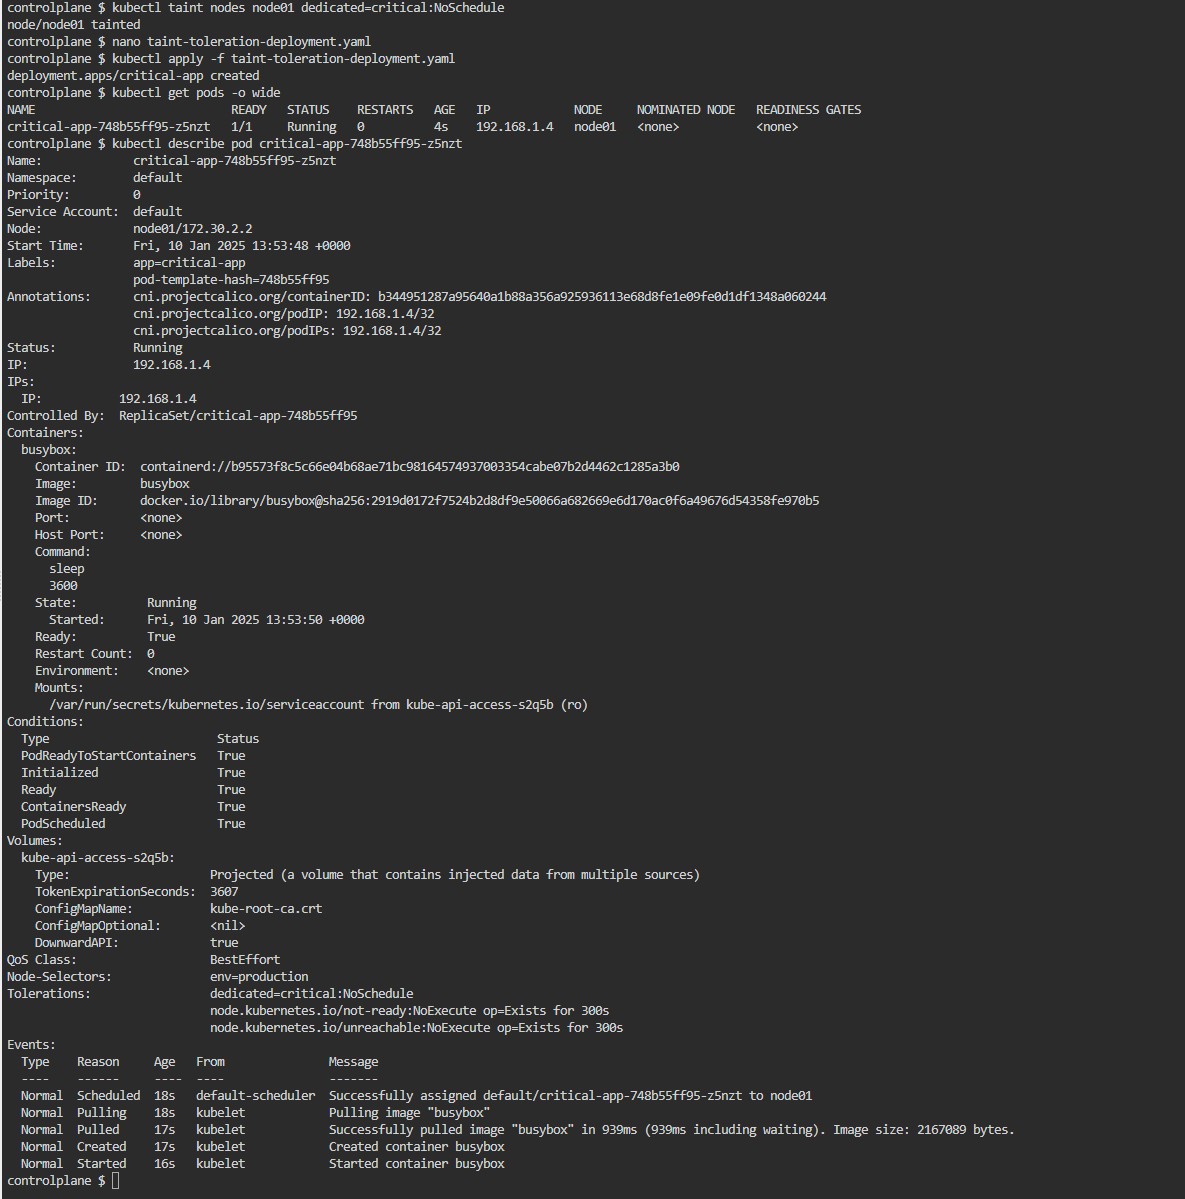 controlplane $ kubectl taint nodes node01 dedicated=critical:NoSchedule
node/node01 tainted
controlplane $ nano taint-toleration-deployment.yaml
controlplane $ kubectl apply -f taint-toleration-deployment.yaml
deployment.apps/critical-app created
controlplane $ kubectl get pods -o wide
NAME                            READY   STATUS    RESTARTS   AGE   IP            NODE     NOMINATED NODE   READINESS GATES
critical-app-748b55ff95-z5nzt   1/1     Running   0          4s    192.168.1.4   node01   <none>           <none>
controlplane $ kubectl describe pod critical-app-748b55ff95-z5nzt
Name:             critical-app-748b55ff95-z5nzt
Namespace:        default
Priority:         0
Service Account:  default
Node:             node01/172.30.2.2
Start Time:       Fri, 10 Jan 2025 13:53:48 +0000
Labels:           app=critical-app
                  pod-template-hash=748b55ff95
Annotations:      cni.projectcalico.org/containerID: b344951287a95640a1b88a356a925936113e68d8fe1e09fe0d1df1348a060244
                  cni.projectcalico.org/podIP: 192.168.1.4/32
                  cni.projectcalico.org/podIPs: 192.168.1.4/32
Status:           Running
IP:               192.168.1.4
IPs:
  IP:           192.168.1.4
Controlled By:  ReplicaSet/critical-app-748b55ff95
Containers:
  busybox:
    Container ID:  containerd://b95573f8c5c66e04b68ae71bc98164574937003354cabe07b2d4462c1285a3b0
    Image:         busybox
    Image ID:      docker.io/library/busybox@sha256:2919d0172f7524b2d8df9e50066a682669e6d170ac0f6a49676d54358fe970b5
    Port:          <none>
    Host Port:     <none>
    Command:
      sleep
      3600
    State:          Running
      Started:      Fri, 10 Jan 2025 13:53:50 +0000
    Ready:          True
    Restart Count:  0
    Environment:    <none>
    Mounts:
      /var/run/secrets/kubernetes.io/serviceaccount from kube-api-access-s2q5b (ro)
Conditions:
  Type                        Status
  PodReadyToStartContainers   True
  Initialized                 True
  Ready                       True
  ContainersReady             True
  PodScheduled                True
Volumes:
  kube-api-access-s2q5b:
    Type:                    Projected (a volume that contains injected data from multiple sources)
    TokenExpirationSeconds:  3607
    ConfigMapName:           kube-root-ca.crt
    ConfigMapOptional:       <nil>
    DownwardAPI:             true
QoS Class:                   BestEffort
Node-Selectors:              env=production
Tolerations:                 dedicated=critical:NoSchedule
                             node.kubernetes.io/not-ready:NoExecute op=Exists for 300s
                             node.kubernetes.io/unreachable:NoExecute op=Exists for 300s
Events:
  Type    Reason     Age   From               Message
  ----    ------     ----  ----               -------
  Normal  Scheduled  18s   default-scheduler  Successfully assigned default/critical-app-748b55ff95-z5nzt to node01
  Normal  Pulling    18s   kubelet            Pulling image "busybox"
  Normal  Pulled     17s   kubelet            Successfully pulled image "busybox" in 939ms (939ms including waiting). Image size: 2167089 bytes.
  Normal  Created    17s   kubelet            Created container busybox
  Normal  Started    16s   kubelet            Started container busybox
controlplane $